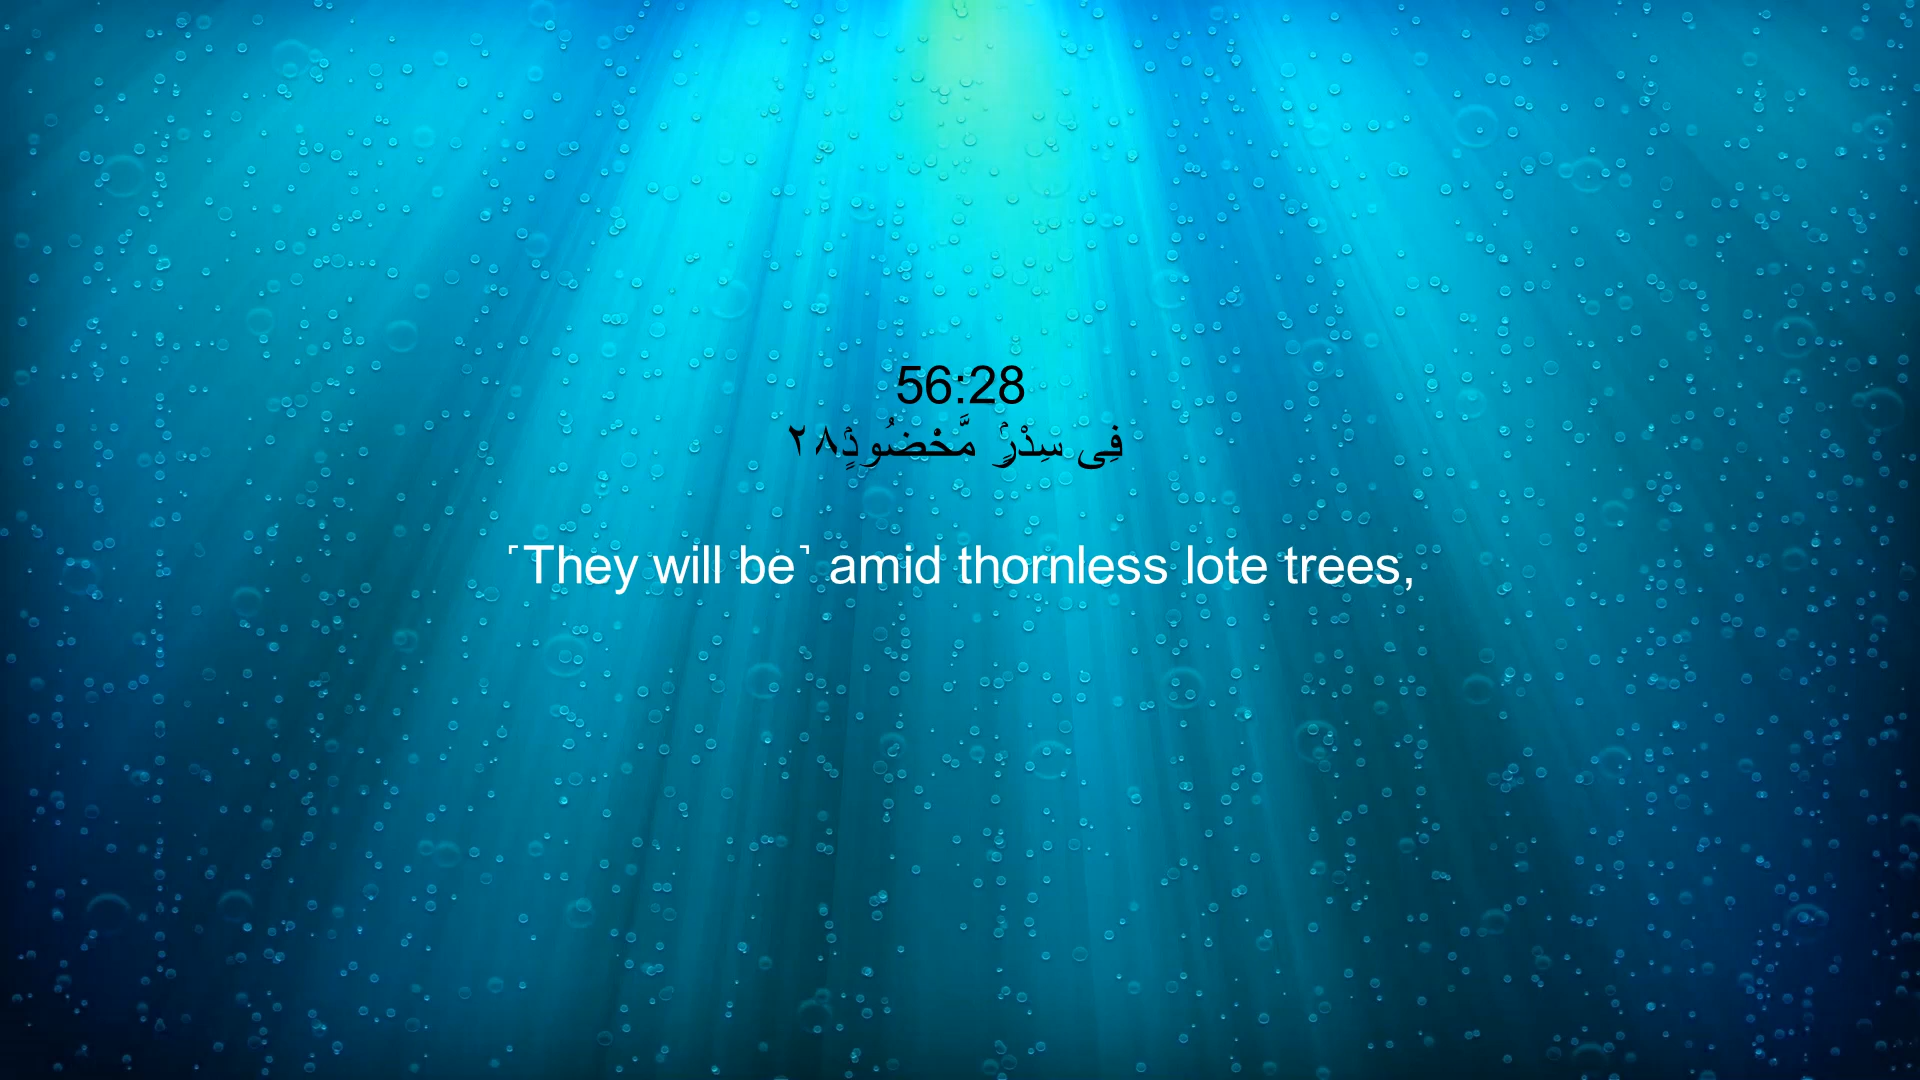 56:28
فِى سِدْرٍۢ مَّخْضُودٍۢ ٢٨
˹They will be˺ amid thornless lote trees,